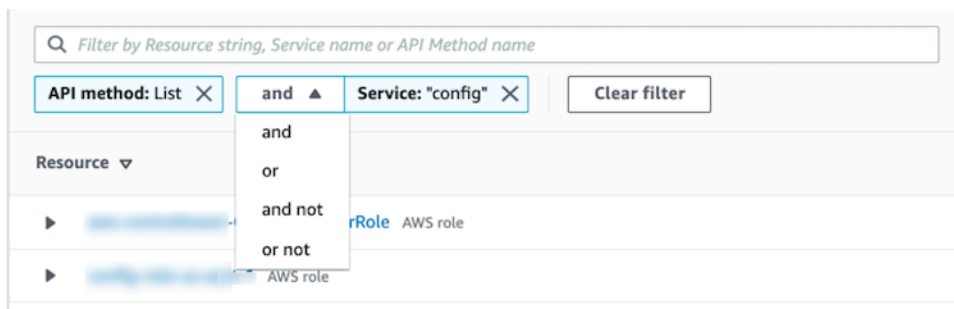 Filter by Resource string, Service name or API Method name
API method: List and Service: "config" Clear filter
and
or
and not
or not
Resource
rRole AWS role
AWS role